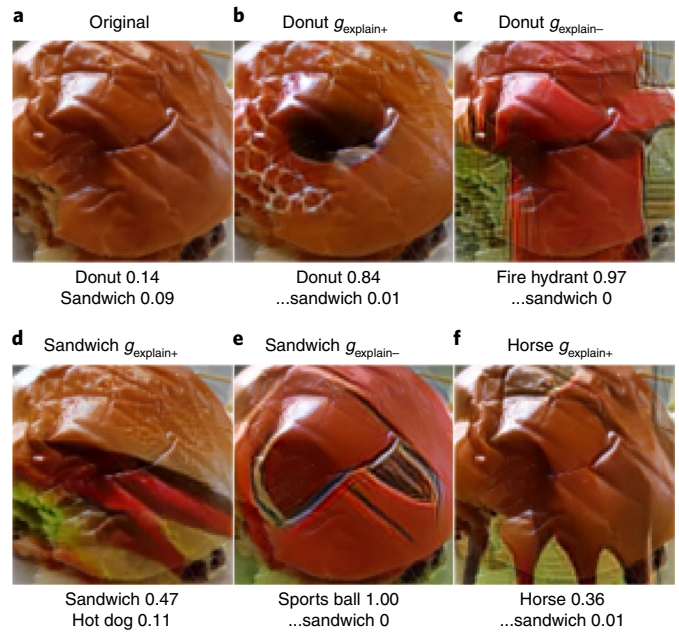 a Original b Donut gexplain+ c Donut gexplain–
Donut 0.14 Donut 0.84 Fire hydrant 0.97
Sandwich 0.09 ...sandwich 0.01 ...sandwich 0
d Sandwich gexplain+ e Sandwich gexplain– f Horse gexplain+
Sandwich 0.47 Sports ball 1.00 Horse 0.36
Hot dog 0.11 ...sandwich 0 ...sandwich 0.01